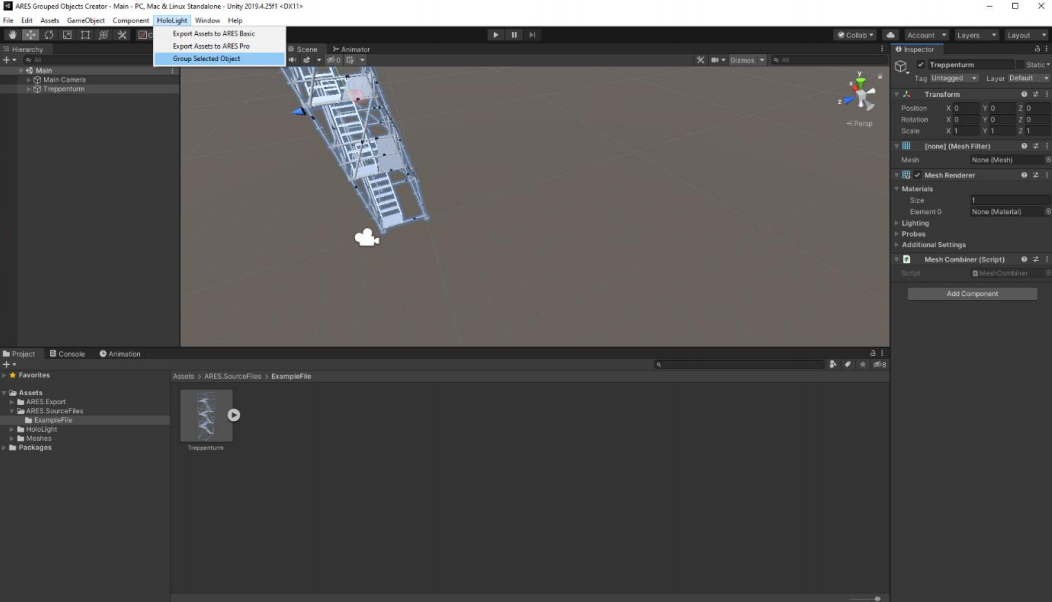 ARES Grouped Objects Creator - Main - PC, Mac & Linux Standalone - Unity 2019.4.25f1 <DX11>
File Edit Assets GameObject Component HoloLight Window Help
Export Assets to ARES Basic
Export Assets to ARES Pro
Group Selected Object
Collab Account Layers Layout
Hierarchy
All
Main
Main Camera
Treppenturm
Scene Animator
Gizmos All
Persp
y
x
z
Inspector
Treppenturm Static
Tag Untagged Layer Default
Transform
Position X 0 Y 0 Z 0
Rotation X 0 Y 0 Z 0
Scale X 1 Y 1 Z 1
[none] (Mesh Filter)
Mesh None (Mesh)
Mesh Renderer
Materials
Size 1
Element 0 None (Material)
Lighting
Probes
Additional Settings
Mesh Combiner (Script)
Script MeshCombiner
Add Component
Project Console Animation
Favorites
Assets
ARES.Export
ARES.SourceFiles
ExampleFile
HoloLight
Meshes
Packages
Assets > ARES.SourceFiles > ExampleFile
8
Treppenturm